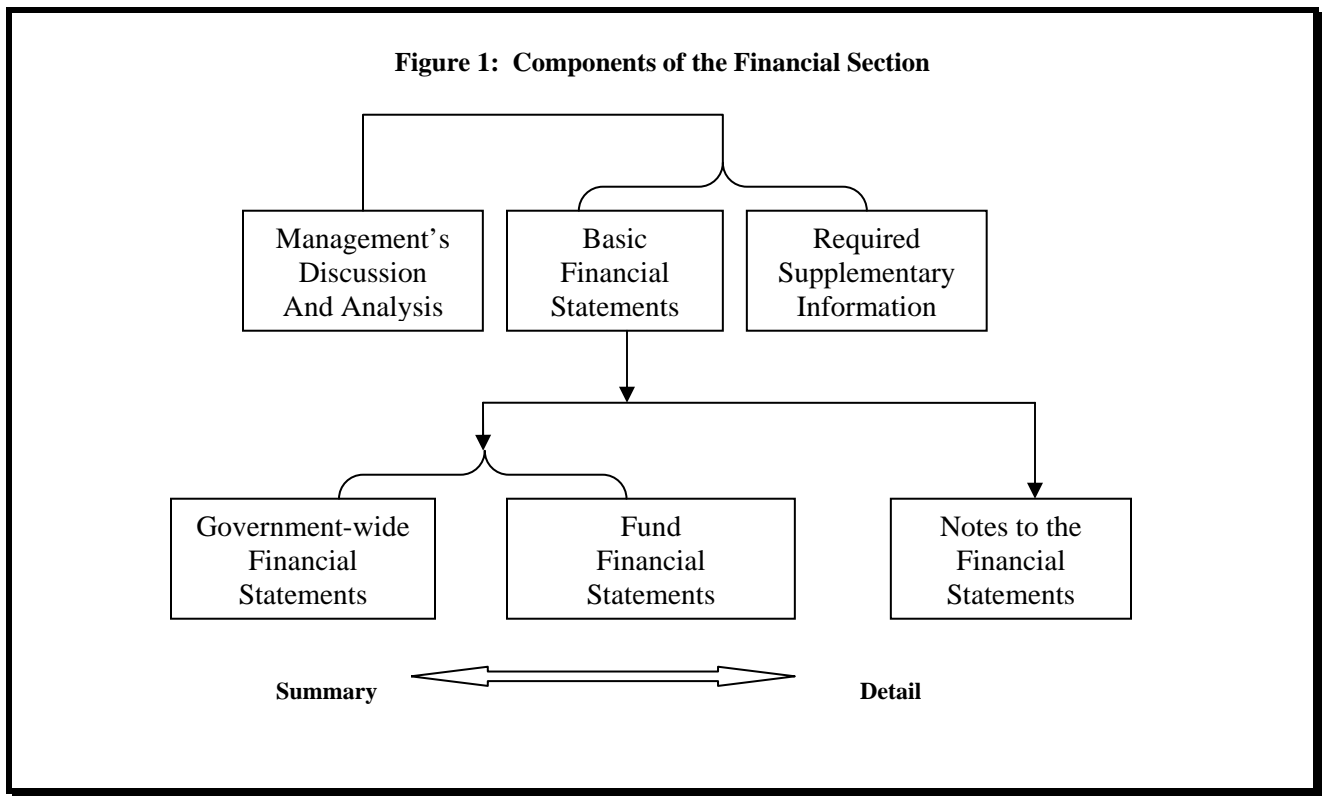 Figure 1: Components of the Financial Section
Management's
Discussion
And Analysis
Basic
Financial
Statements
Required
Supplementary
Information
Government-wide
Financial
Statements
Fund
Financial
Statements
Notes to the
Financial
Statements
Summary
Detail